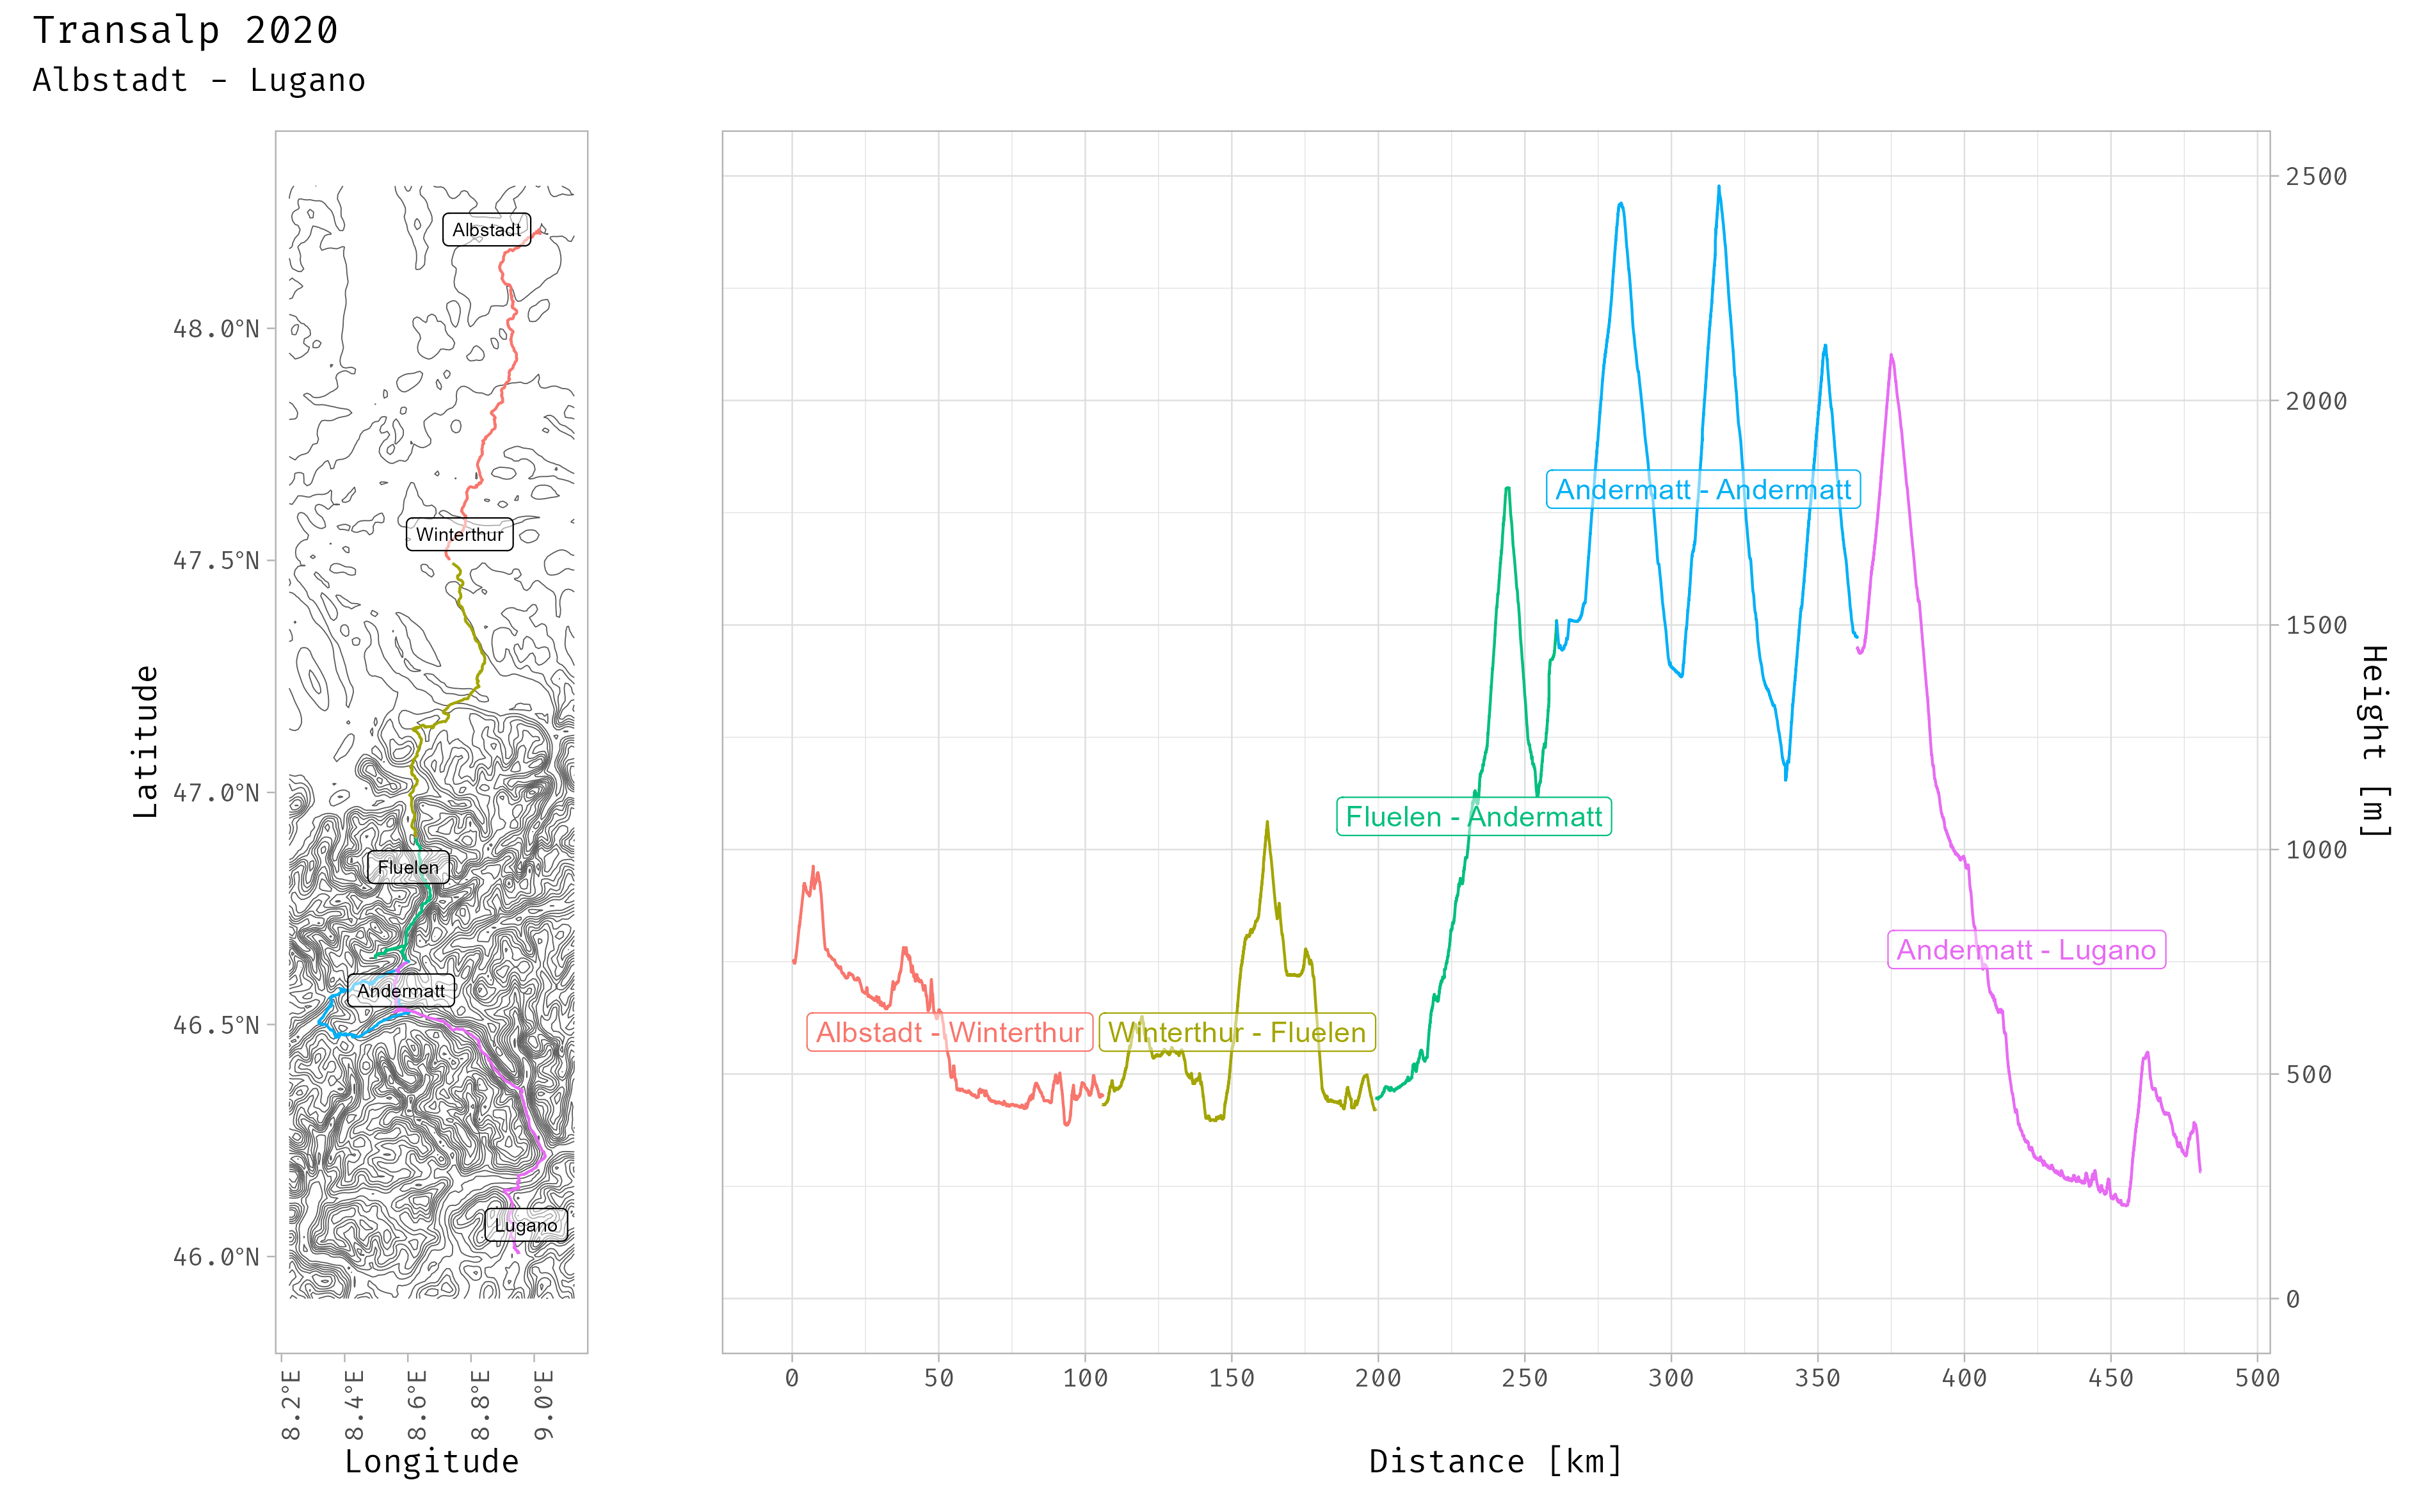 Transalp 2020
Albstadt - Lugano
Latitude
48.0°N
47.5°N
47.0°N
46.5°N
46.0°N
Albstadt
Winterthur
Fluelen
Andermatt
Lugano
8.2°E
8.4°E
8.6°E
8.8°E
9.0°E
Longitude
Andermatt - Andermatt
Fluelen - Andermatt
Andermatt - Lugano
Albstadt - Winterthur
Winterthur - Fluelen
2500
2000
1500
1000
500
0
Height [m]
0 50 100 150 200 250 300 350 400 450 500
Distance [km]